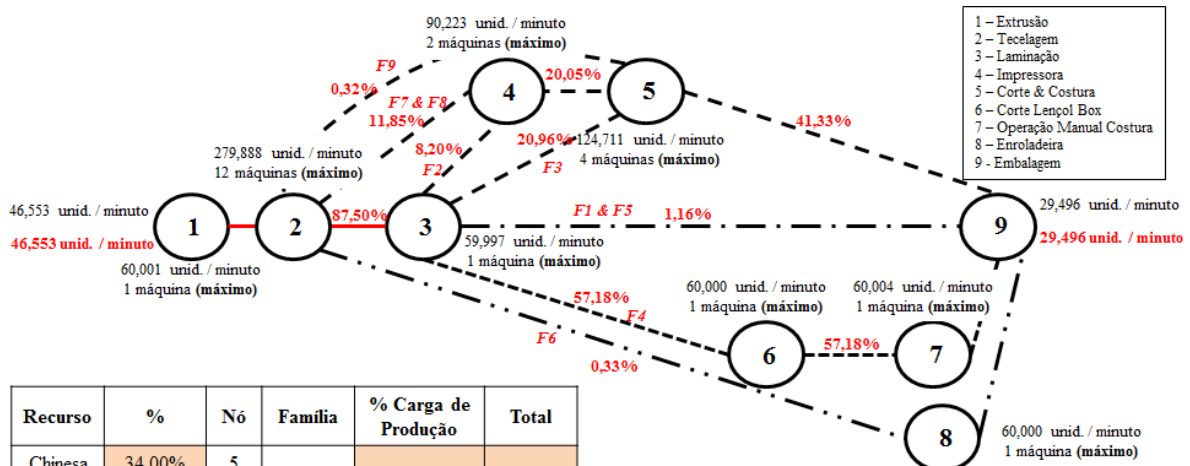 90,223 unid. / minuto
2 máquinas (máximo)
1 – Extrusão
2 – Tecelagem
3 – Laminação
4 – Impressora
5 – Corte & Costura
6 – Corte Lençol Box
7 – Operação Manual Costura
8 – Enroladeira
9 - Embalagem
F9
0,32%
F7 & F8
11,85%
4
20,05%
5
41,33%
8,20%
F2
20,96%
F3
124,711 unid. / minuto
4 máquinas (máximo)
279,888 unid. / minuto
12 máquinas (máximo)
46,553 unid. / minuto
46,553 unid. / minuto
1
2
87,50%
3
F1 & F5
1,16%
9
29,496 unid. / minuto
29,496 unid. / minuto
60,001 unid. / minuto
1 máquina (máximo)
59,997 unid. / minuto
1 máquina (máximo)
57,18%
F4
F6
0,33%
60,000 unid. / minuto
1 máquina (máximo)
60,004 unid. / minuto
1 máquina (máximo)
6
57,18%
7
8
60,000 unid. / minuto
1 máquina (máximo)
Recurso % Nó Família % Carga de Produção Total
Chinesa 34,00% 5